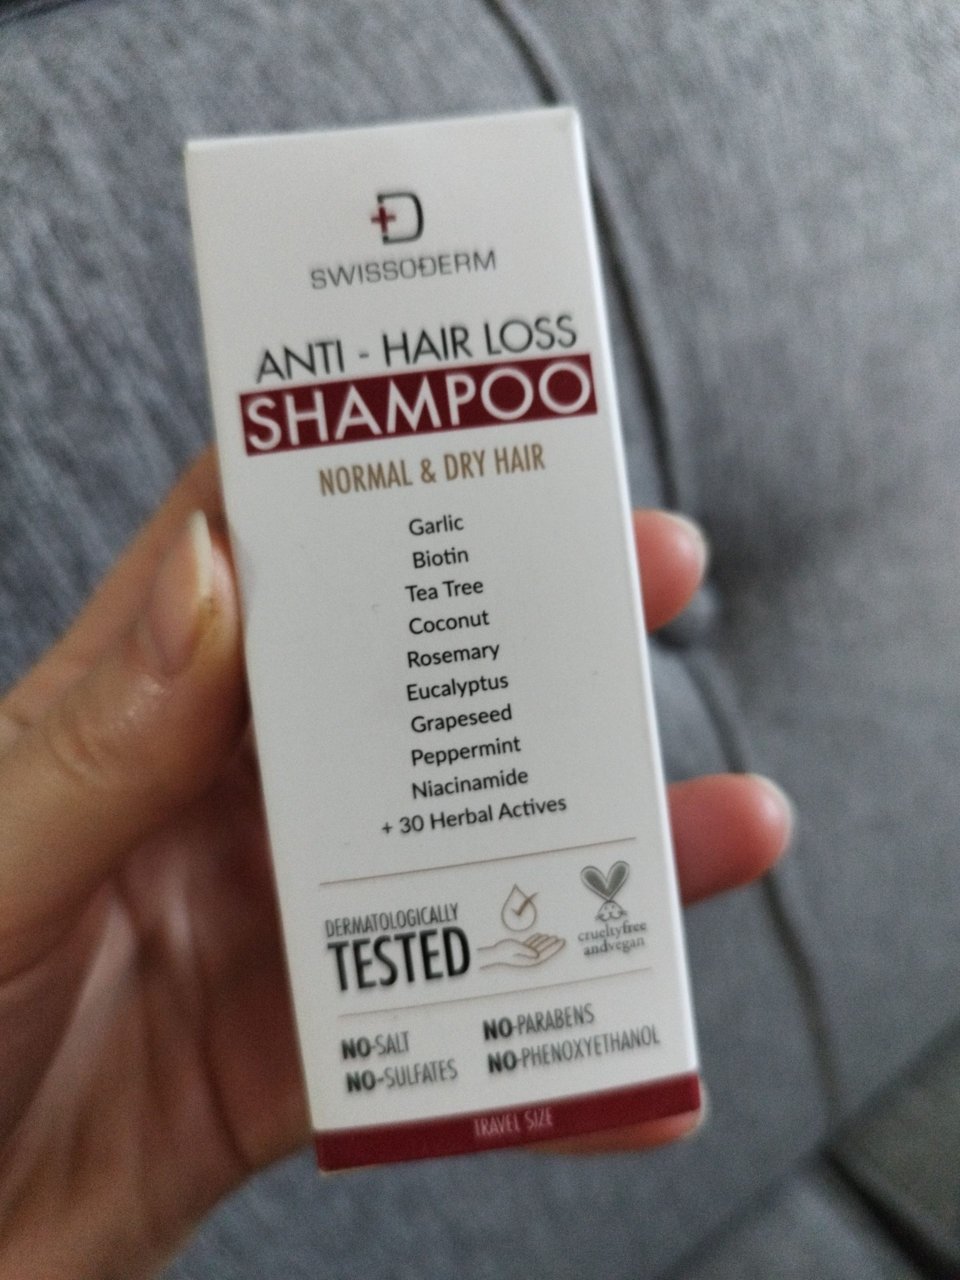 D
SWISSODERM
ANTI - HAIR LOSS
SHAMPOO
NORMAL & DRY HAIR
Garlic
Biotin
Tea Tree
Coconut
Rosemary
Eucalyptus
Grapeseed
Peppermint
Niacinamide
+ 30 Herbal Actives
DERMATOLOGICALLY
TESTED
crueltyfree
andvegan
NO-SALT
NO-SULFATES
NO-PARABENS
NO-PHENOXYETHANOL
TRAVEL SIZE